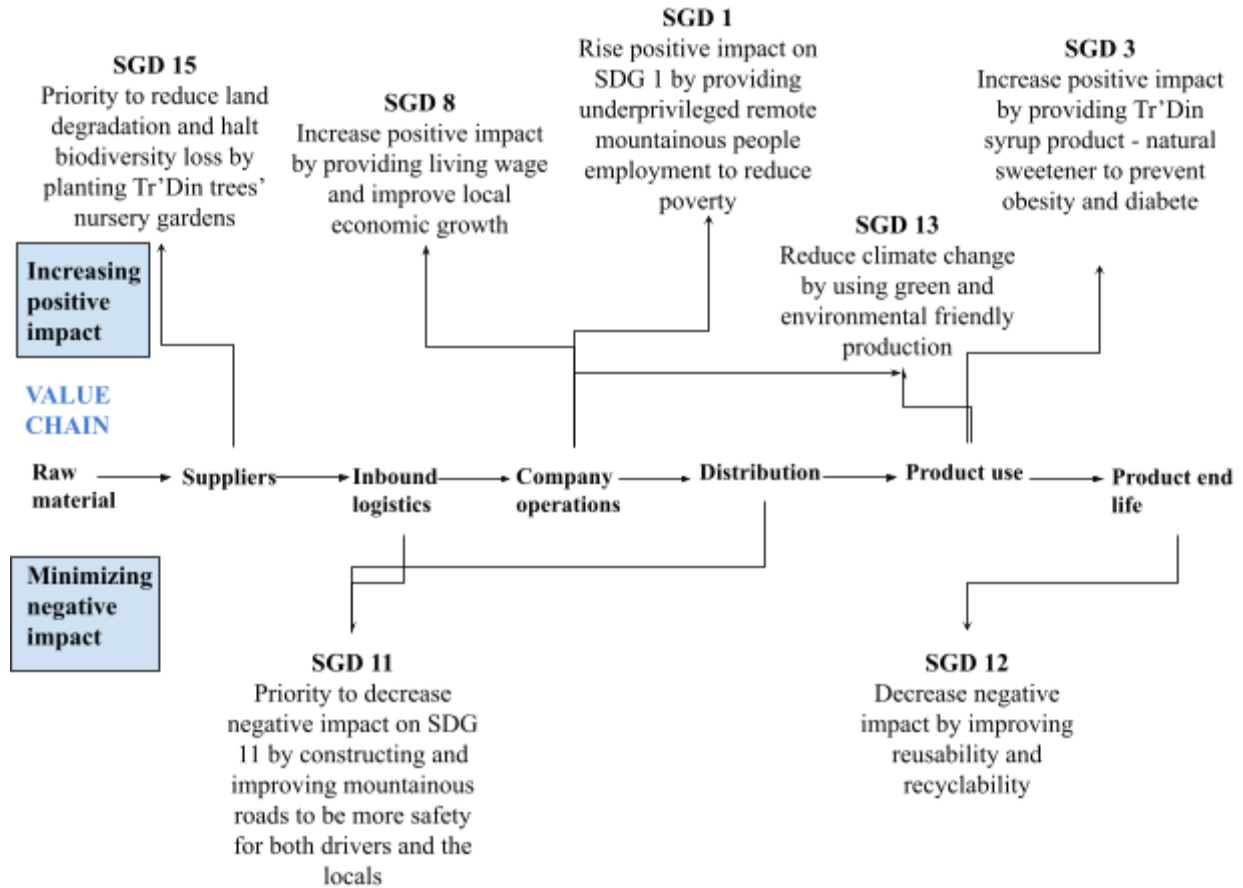 SGD 1
Rise positive impact on
SDG 1 by providing
underprivileged remote
mountainous people
employment to reduce
poverty
SGD 3
Increase positive impact
by providing Tr’Din
syrup product - natural
sweetener to prevent
obesity and diabete
SGD 15
Priority to reduce land
degradation and halt
biodiversity loss by
planting Tr’Din trees’
nursery gardens
SGD 8
Increase positive impact
by providing living wage
and improve local
economic growth
SGD 13
Reduce climate change
by using green and
environmental friendly
production
Increasing
positive
impact
VALUE
CHAIN
Raw
material
Suppliers
Inbound
logistics
Company
operations
Distribution
Product use
Product end
life
Minimizing
negative
impact
SGD 11
Priority to decrease
negative impact on SDG
11 by constructing and
improving mountainous
roads to be more safety
for both drivers and the
locals
SGD 12
Decrease negative
impact by improving
reusability and
recyclability